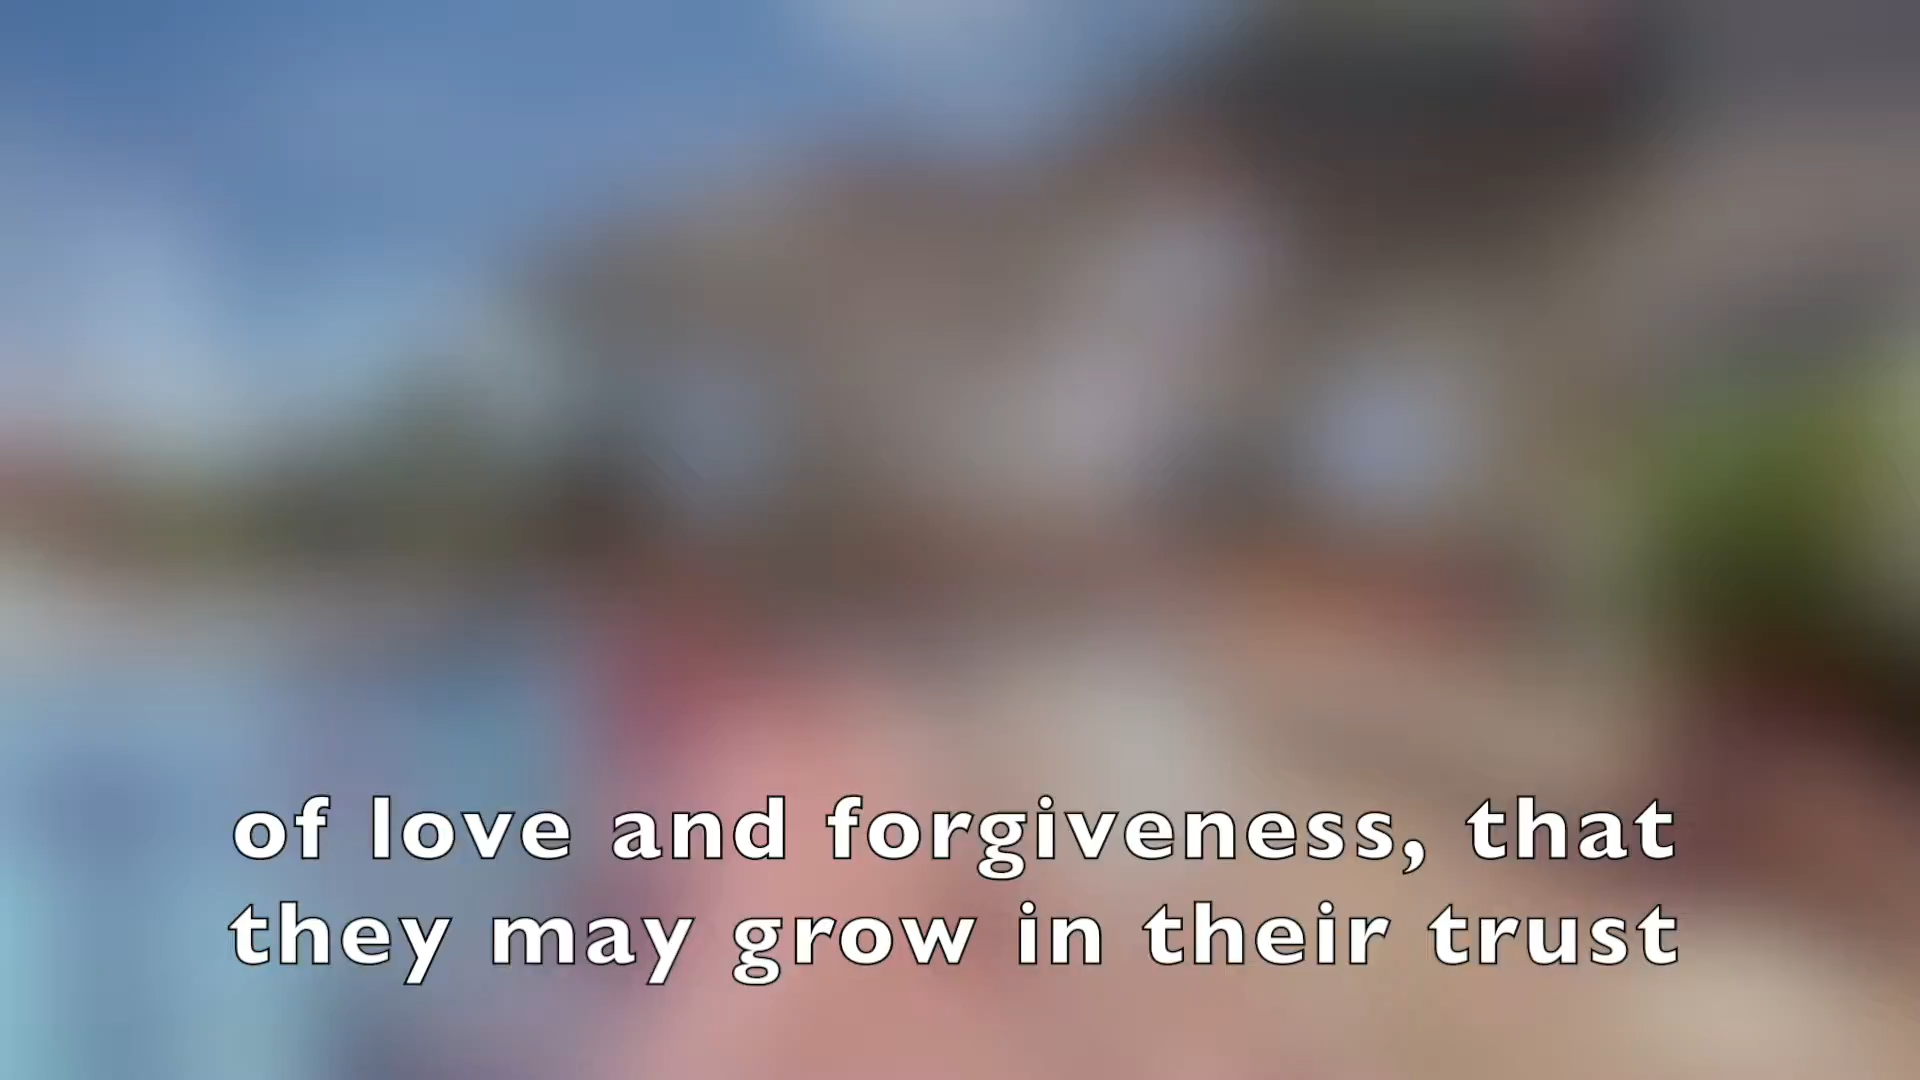 of love and forgiveness, that
they may grow in their trust